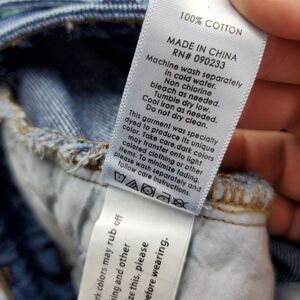 100% COTTON
MADE IN CHINA
RN# 090233
Machine wash separately
in cold water.
Non chlorine
bleach as needed.
Tumble dry low.
Cool iron as needed.
Do not dry clean.
This garment was specially
dyed to produce its unique
color. Take care, dark colors
may transfer onto light
colored clothing or other
items. To minimize fading,
please wash separately and
follow care instruction.
rk colors may rub off
and other
ize this, please
before wearing.